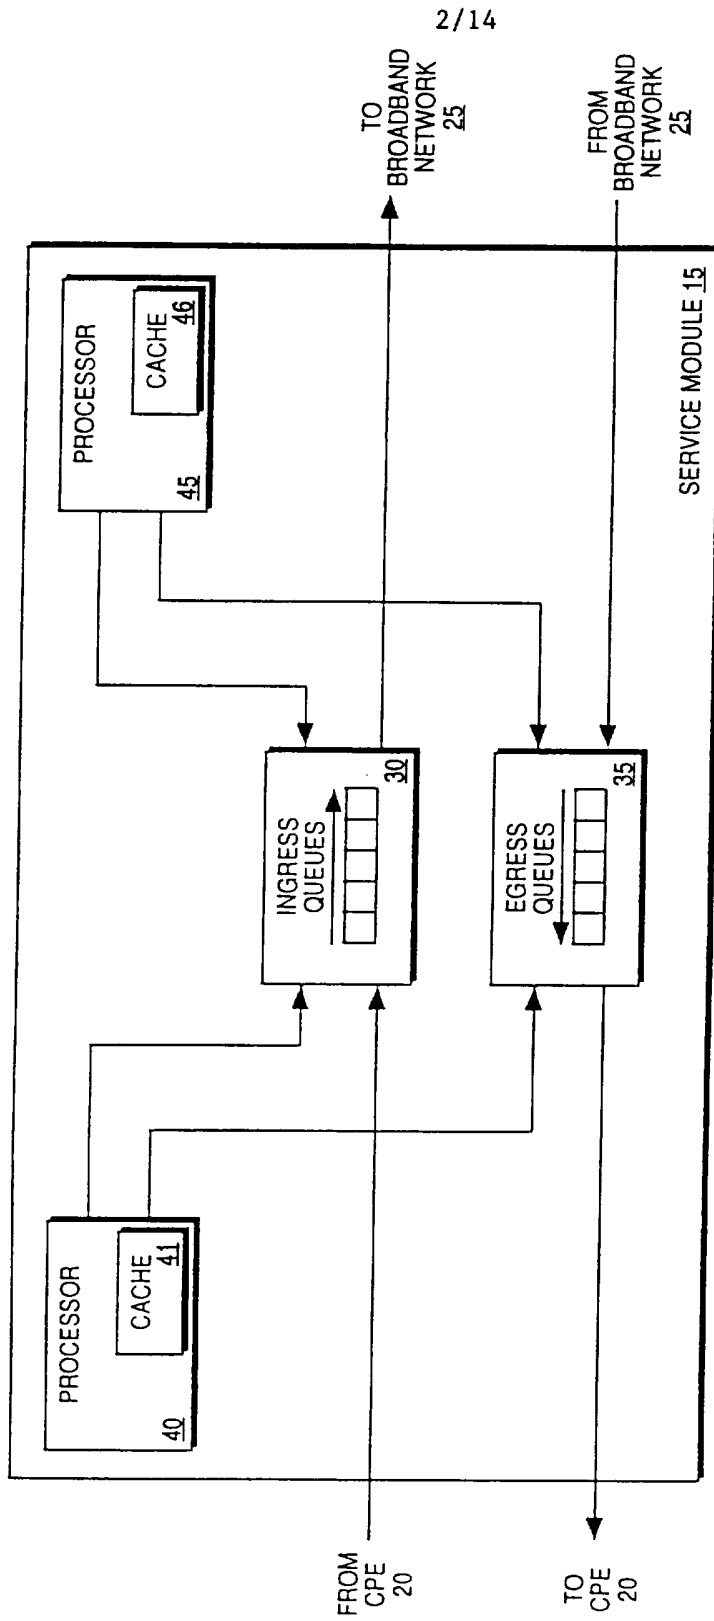 2/14
PROCESSOR
CACHE
41
40
PROCESSOR
CACHE
46
45
INGRESS
QUEUES
30
EGRESS
QUEUES
35
FROM
CPE
20
TO
CPE
20
TO
BROADBAND
NETWORK
25
FROM
BROADBAND
NETWORK
25
SERVICE MODULE 15